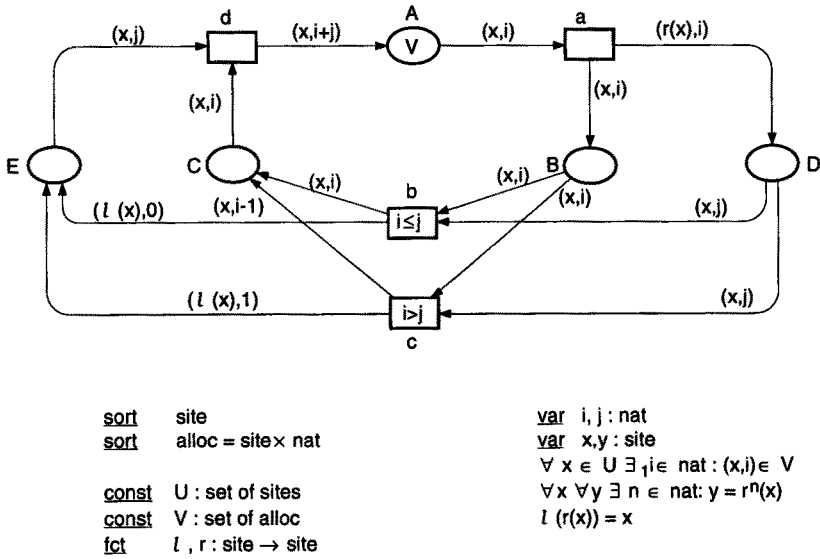 A
d
a
(x,j)
(x,i+j)
V
(x,i)
(r(x),i)
(x,i)
(x,i)
E
C
B
D
b
(x,i)
(x,i)
(x,i)
(l (x),0)
(x,i-1)
i≤j
(x,j)
(l (x),1)
i>j
(x,j)
c
sort site
sort alloc = site× nat
const U : set of sites
const V : set of alloc
fct l , r : site → site
var i, j : nat
var x,y : site
∀ x ∈ U ∃₁i∈ nat : (x,i)∈ V
∀x ∀y ∃ n ∈ nat: y = rⁿ(x)
l (r(x)) = x